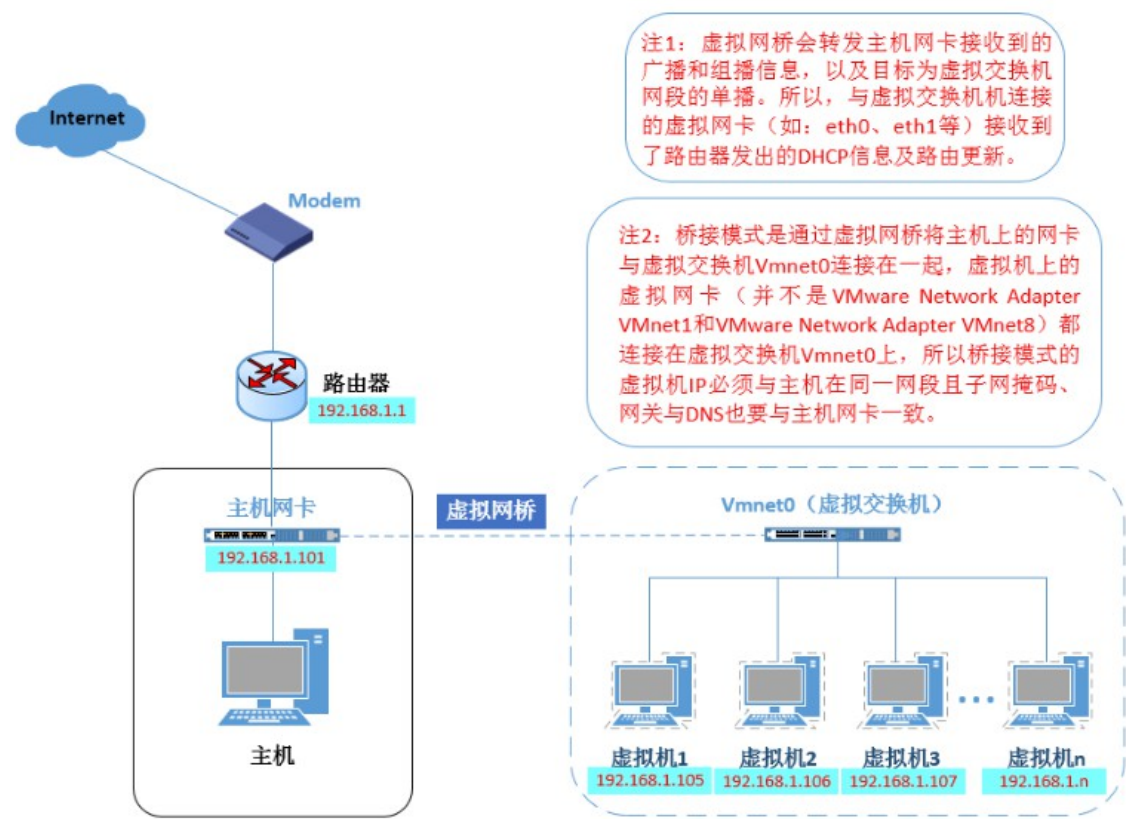 注1：虚拟网桥会转发主机网卡接收到的
广播和组播信息，以及目标为虚拟交换机
网段的单播。所以，与虚拟交换机机连接
的虚拟网卡（如：eth0、eth1等）接收到
了路由器发出的DHCP信息及路由更新。
Internet
Modem
注2：桥接模式是通过虚拟网桥将主机上的网卡
与虚拟交换机Vmnet0连接在一起，虚拟机上的
虚拟网卡（并不是VMware Network Adapter
VMnet1和VMware Network Adapter VMnet8）都
连接在虚拟交换机Vmnet0上，所以桥接模式的
虚拟机IP必须与主机在同一网段且子网掩码、
网关与DNS也要与主机网卡一致。
路由器
192.168.1.1
主机网卡
192.168.1.101
虚拟网桥
Vmnet0（虚拟交换机）
主机
虚拟机1
192.168.1.105
虚拟机2
192.168.1.106
虚拟机3
192.168.1.107
虚拟机n
192.168.1.n